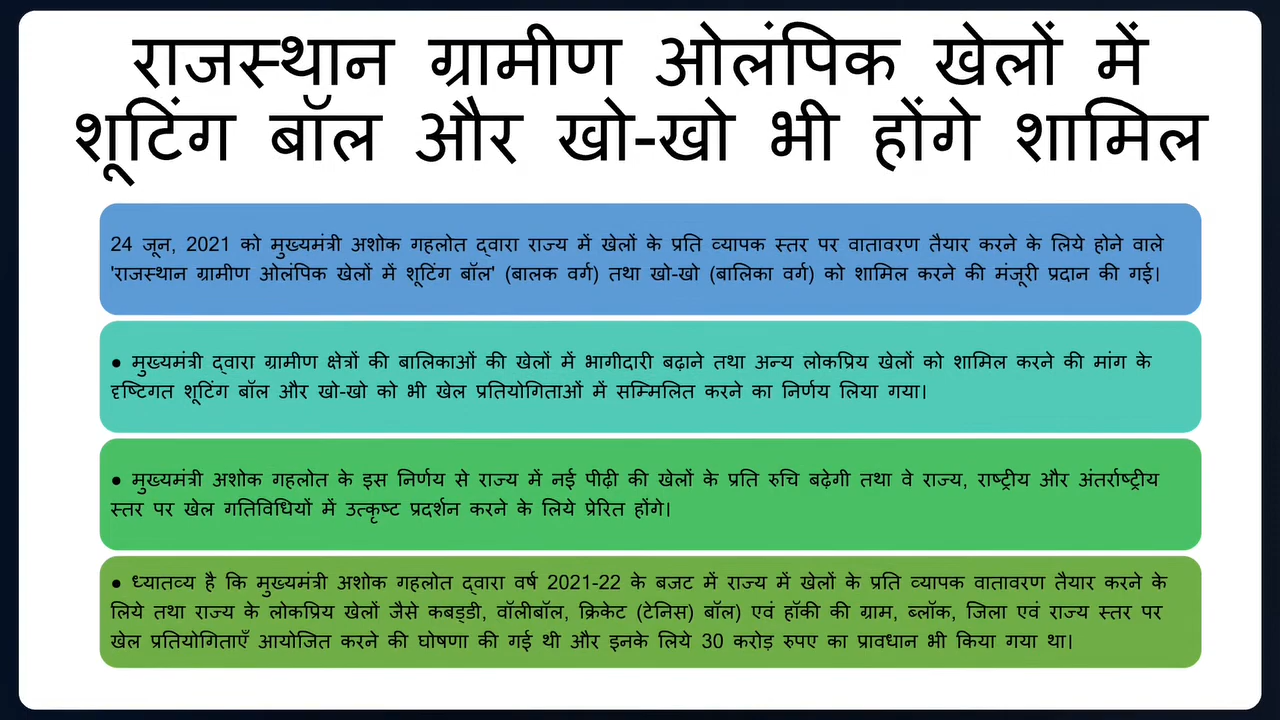 राजस्थान ग्रामीण ओलंपिक खेलों में
शूटिंग बॉल और खो-खो भी होंगे शामिल
24 जून, 2021 को मुख्यमंत्री अशोक गहलोत द्वारा राज्य में खेलों के प्रति व्यापक स्तर पर वातावरण तैयार करने के लिये होने वाले
'राजस्थान ग्रामीण ओलंपिक खेलों में शूटिंग बॉल' (बालक वर्ग) तथा खो-खो (बालिका वर्ग) को शामिल करने की मंजूरी प्रदान की गई।
● मुख्यमंत्री द्वारा ग्रामीण क्षेत्रों की बालिकाओं की खेलों में भागीदारी बढ़ाने तथा अन्य लोकप्रिय खेलों को शामिल करने की मांग के
दृष्टिगत शूटिंग बॉल और खो-खो को भी खेल प्रतियोगिताओं में सम्मिलित करने का निर्णय लिया गया।
● मुख्यमंत्री अशोक गहलोत के इस निर्णय से राज्य में नई पीढ़ी की खेलों के प्रति रुचि बढ़ेगी तथा वे राज्य, राष्ट्रीय और अंतर्राष्ट्रीय
स्तर पर खेल गतिविधियों में उत्कृष्ट प्रदर्शन करने के लिये प्रेरित होंगे।
● ध्यातव्य है कि मुख्यमंत्री अशोक गहलोत द्वारा वर्ष 2021-22 के बजट में राज्य में खेलों के प्रति व्यापक वातावरण तैयार करने के
लिये तथा राज्य के लोकप्रिय खेलों जैसे कबड्डी, वॉलीबॉल, क्रिकेट (टेनिस) बॉल) एवं हॉकी की ग्राम, ब्लॉक, जिला एवं राज्य स्तर पर
खेल प्रतियोगिताएँ आयोजित करने की घोषणा की गई थी और इनके लिये 30 करोड़ रुपए का प्रावधान भी किया गया था।